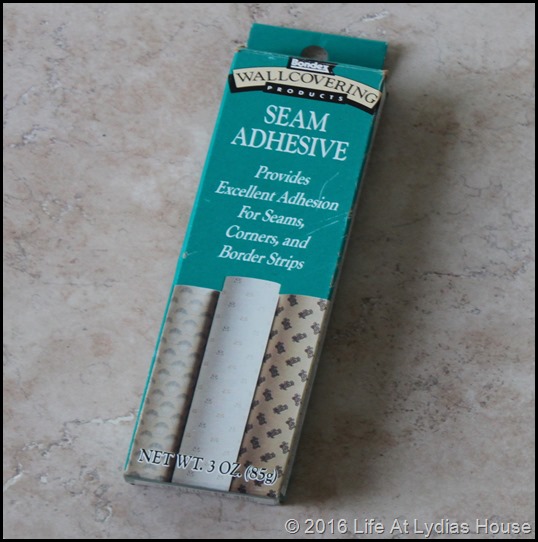 Bondex
WALLCOVERING
PRODUCTS
SEAM
ADHESIVE
Provides
Excellent Adhesion
For Seams,
Corners, and
Border Strips
NET WT. 3 OZ. (85g)
© 2016 Life At Lydias House